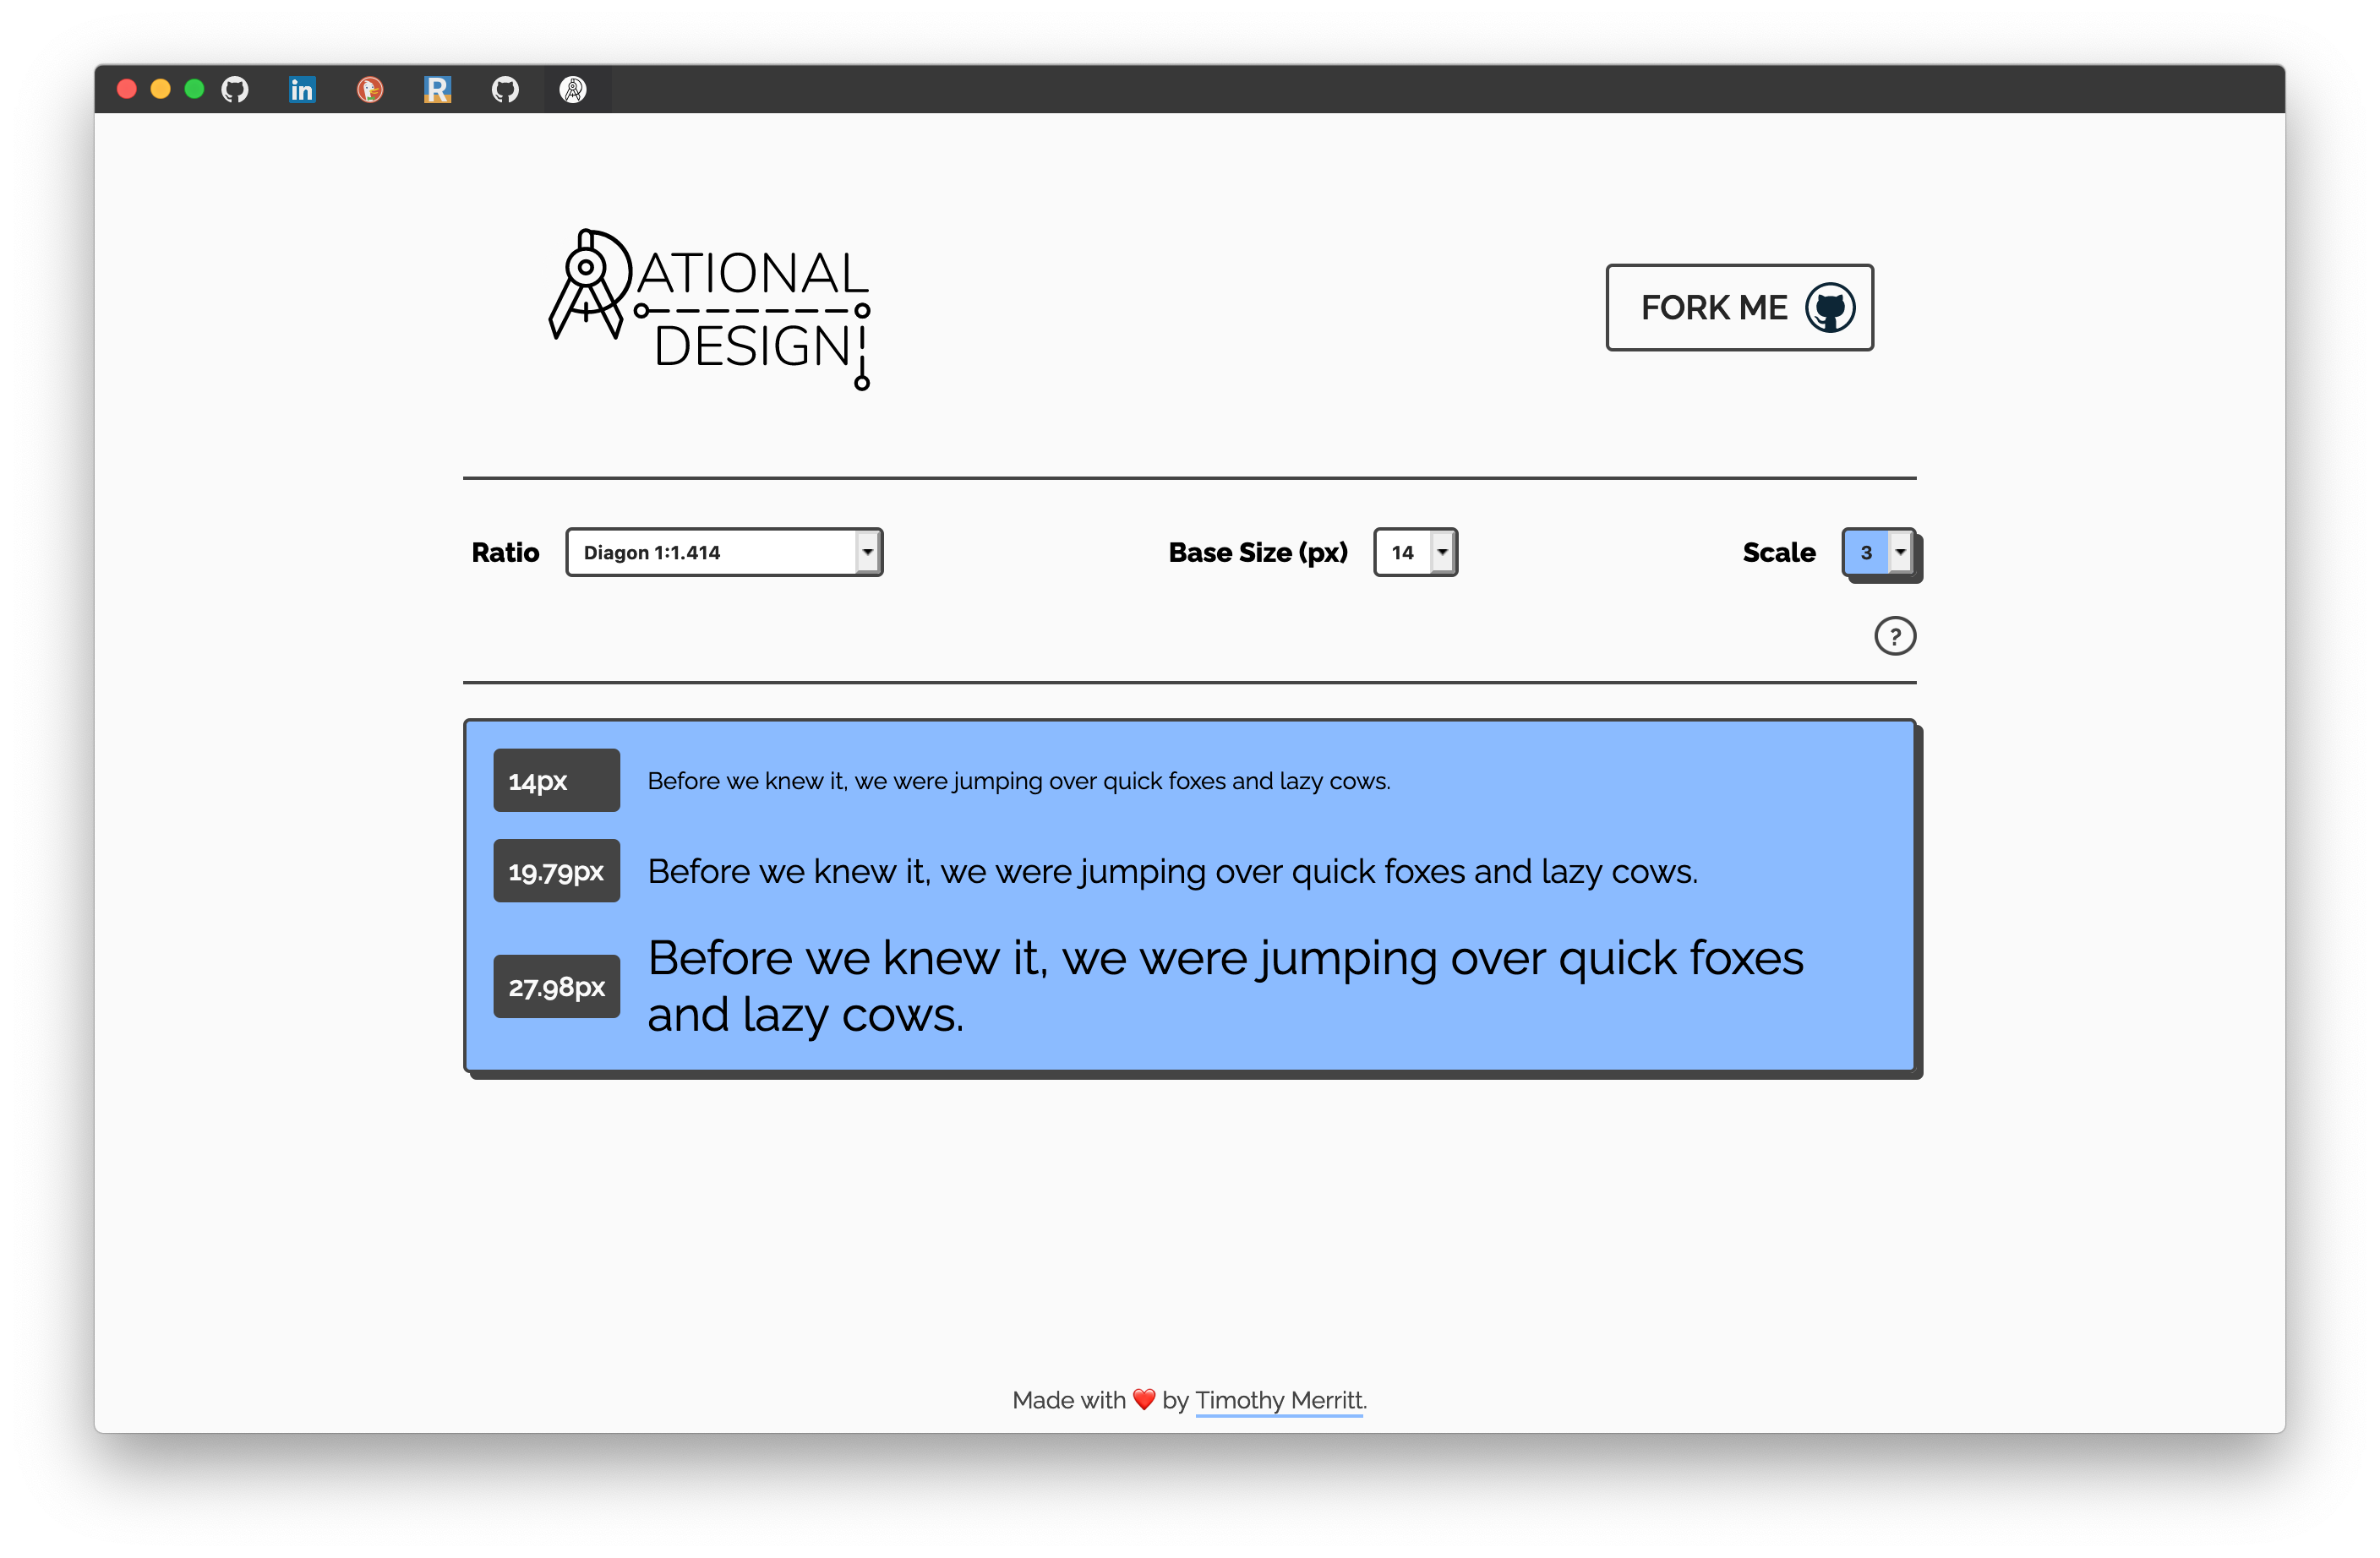 RATIONAL
DESIGN
FORK ME
Ratio
Diagon 1:1.414
Base Size (px)
14
Scale
3
?
14px
Before we knew it, we were jumping over quick foxes and lazy cows.
19.79px
Before we knew it, we were jumping over quick foxes and lazy cows.
27.98px
Before we knew it, we were jumping over quick foxes
and lazy cows.
Made with ❤️ by Timothy Merritt.